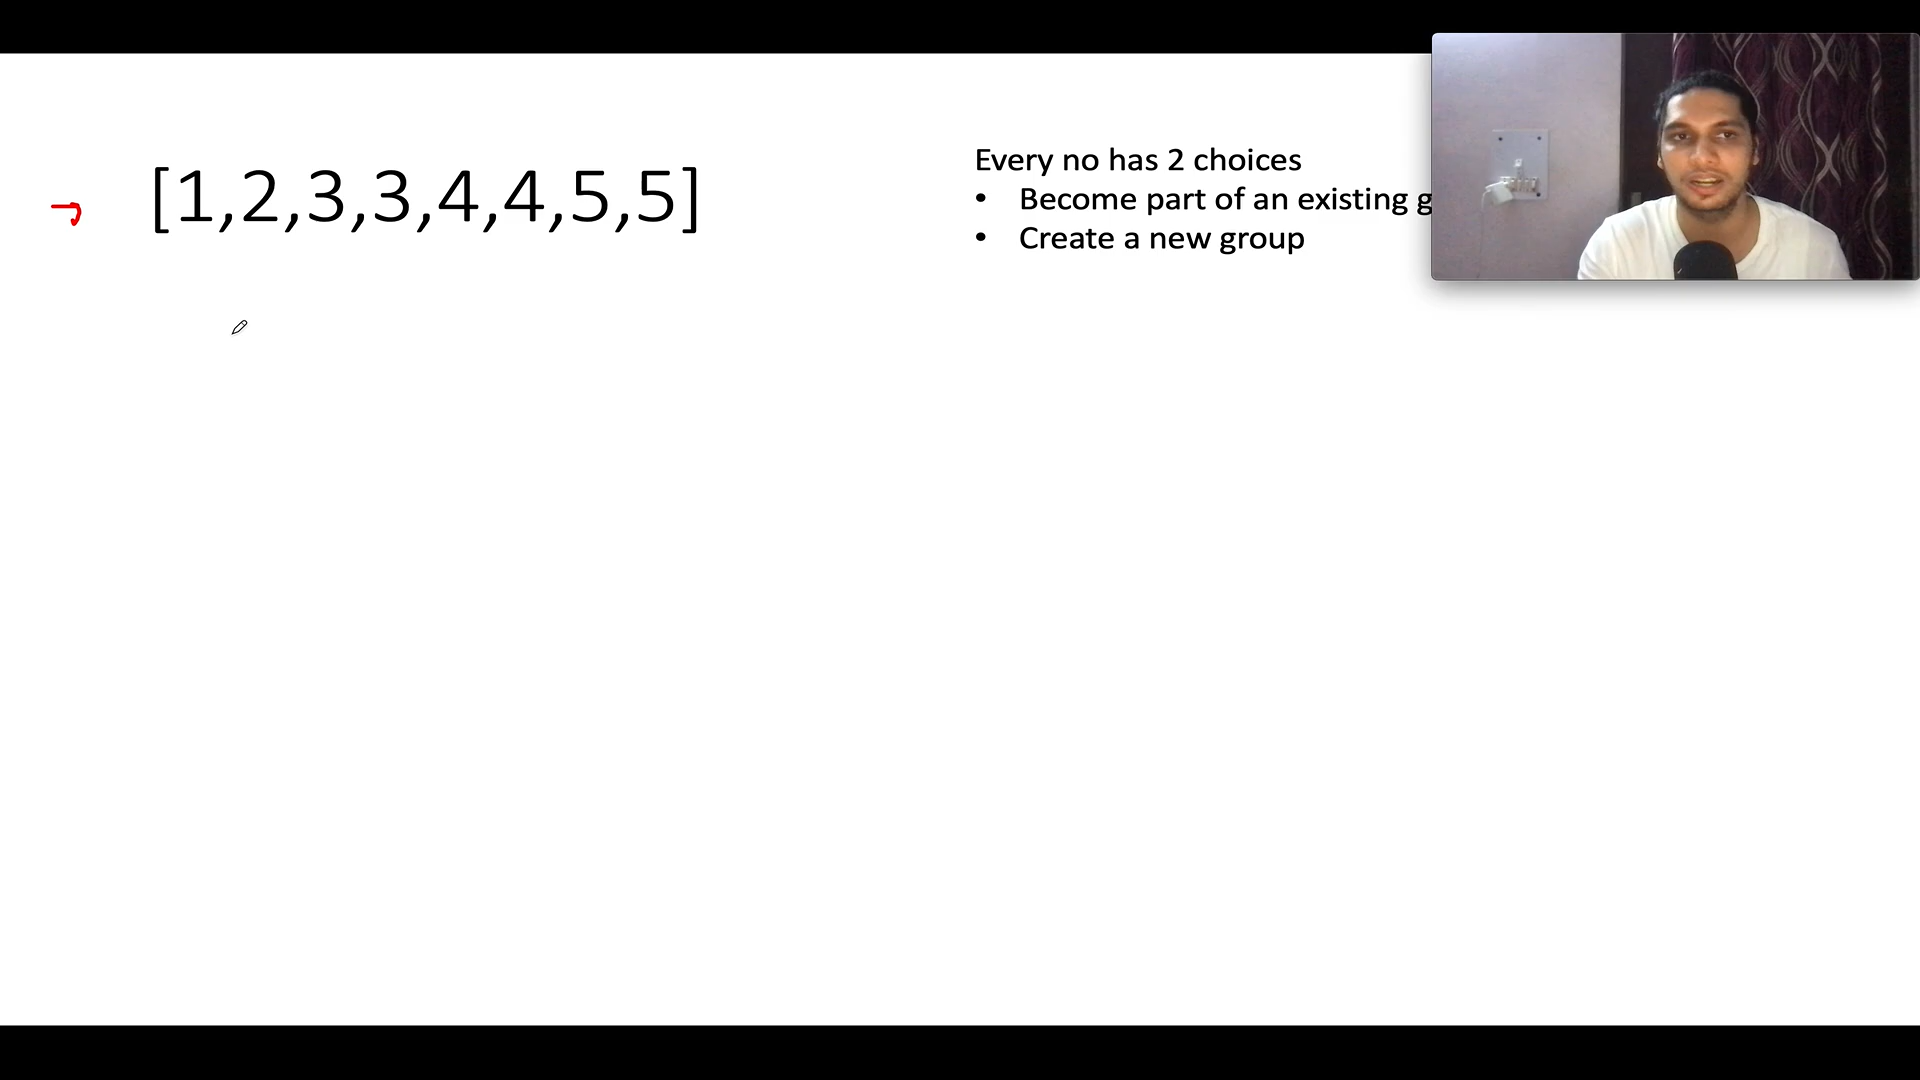 [1,2,3,3,4,4,5,5]
Every no has 2 choices
• Become part of an existing g
• Create a new group